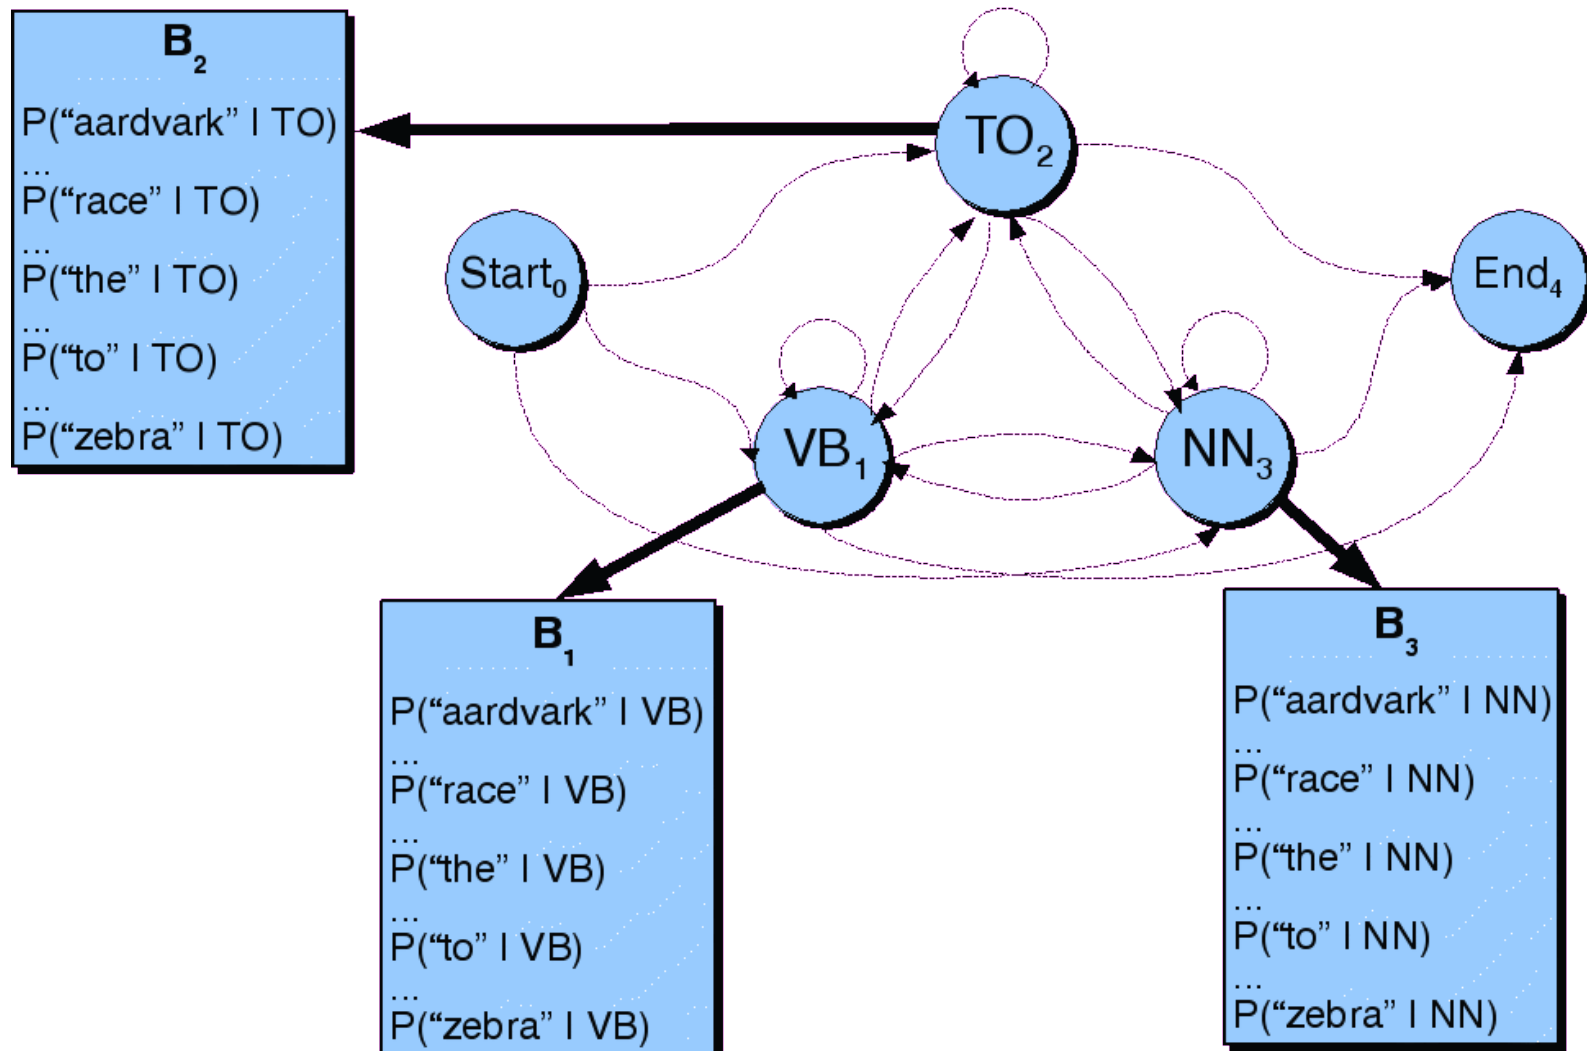 B2
P(“aardvark” | TO)
...
P(“race” | TO)
...
P(“the” | TO)
...
P(“to” | TO)
...
P(“zebra” | TO)
TO2
Start0
End4
VB1
NN3
B1
P(“aardvark” | VB)
...
P(“race” | VB)
...
P(“the” | VB)
...
P(“to” | VB)
...
P(“zebra” | VB)
B3
P(“aardvark” | NN)
...
P(“race” | NN)
...
P(“the” | NN)
...
P(“to” | NN)
...
P(“zebra” | NN)